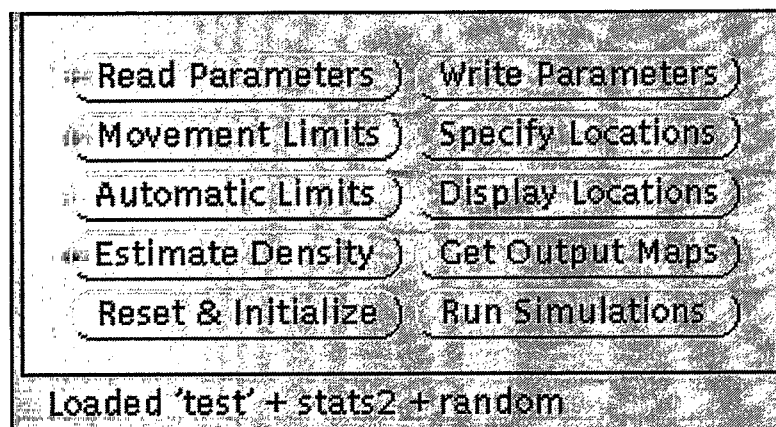 Read Parameters Write Parameters
Movement Limits Specify Locations
Automatic Limits Display Locations
Estimate Density Get Output Maps
Reset & Initialize Run Simulations
Loaded 'test' + stats2 + random